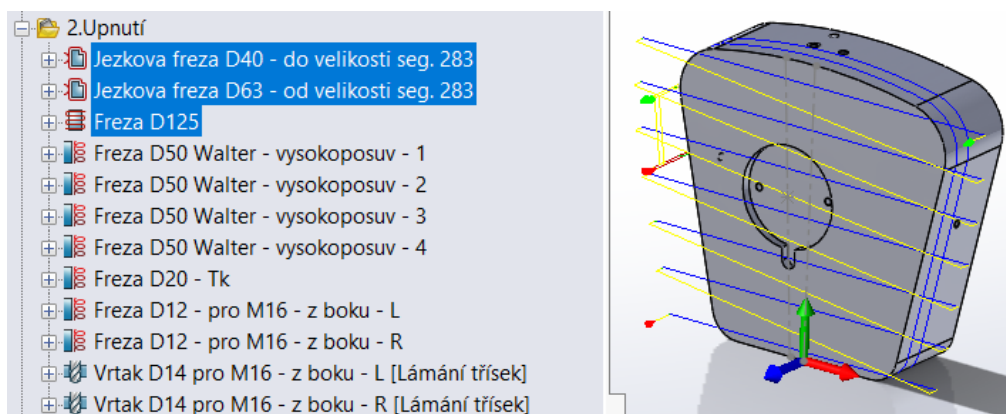 2.Upnutí
Jezkova freza D40 - do velikosti seg. 283
Jezkova freza D63 - od velikosti seg. 283
Freza D125
Freza D50 Walter - vysokoposuv - 1
Freza D50 Walter - vysokoposuv - 2
Freza D50 Walter - vysokoposuv - 3
Freza D50 Walter - vysokoposuv - 4
Freza D20 - Tk
Freza D12 - pro M16 - z boku - L
Freza D12 - pro M16 - z boku - R
Vrtak D14 pro M16 - z boku - L [Lámání třísek]
Vrtak D14 pro M16 - z boku - R [Lámání třísek]